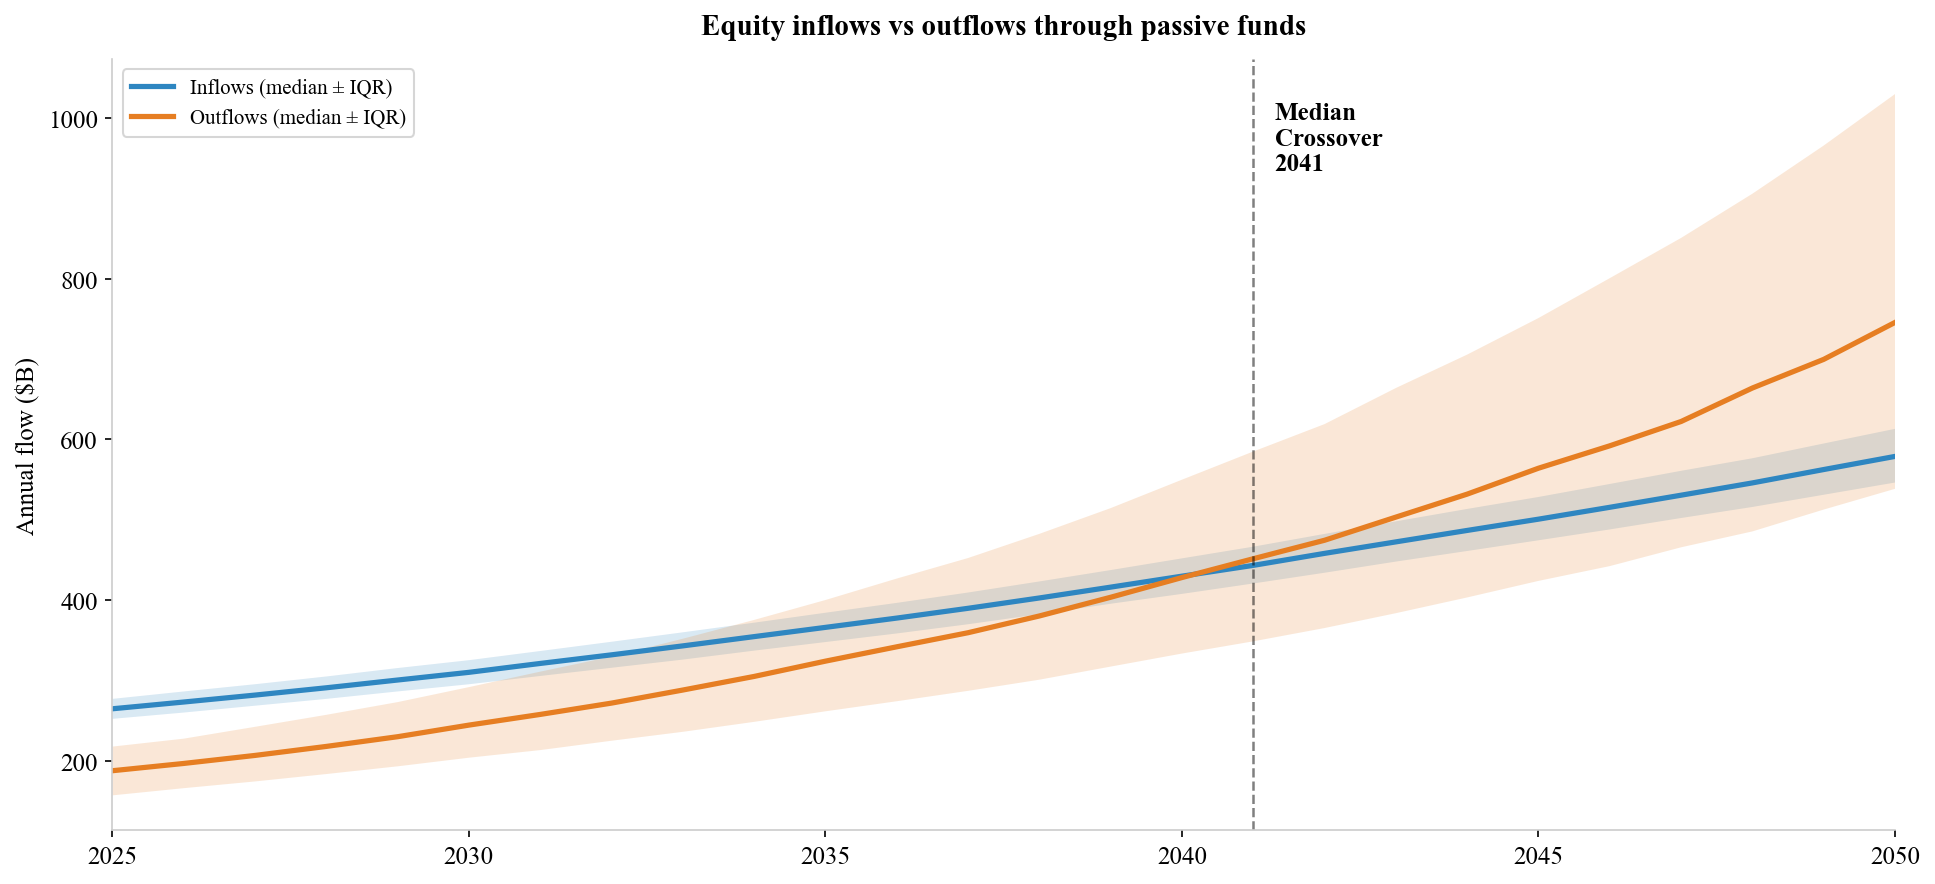 Equity inflows vs outflows through passive funds
Inflows (median ± IQR)
Outflows (median ± IQR)
Median
Crossover
2041
Annual flow ($B)
1000
800
600
400
200
2025
2030
2035
2040
2045
2050